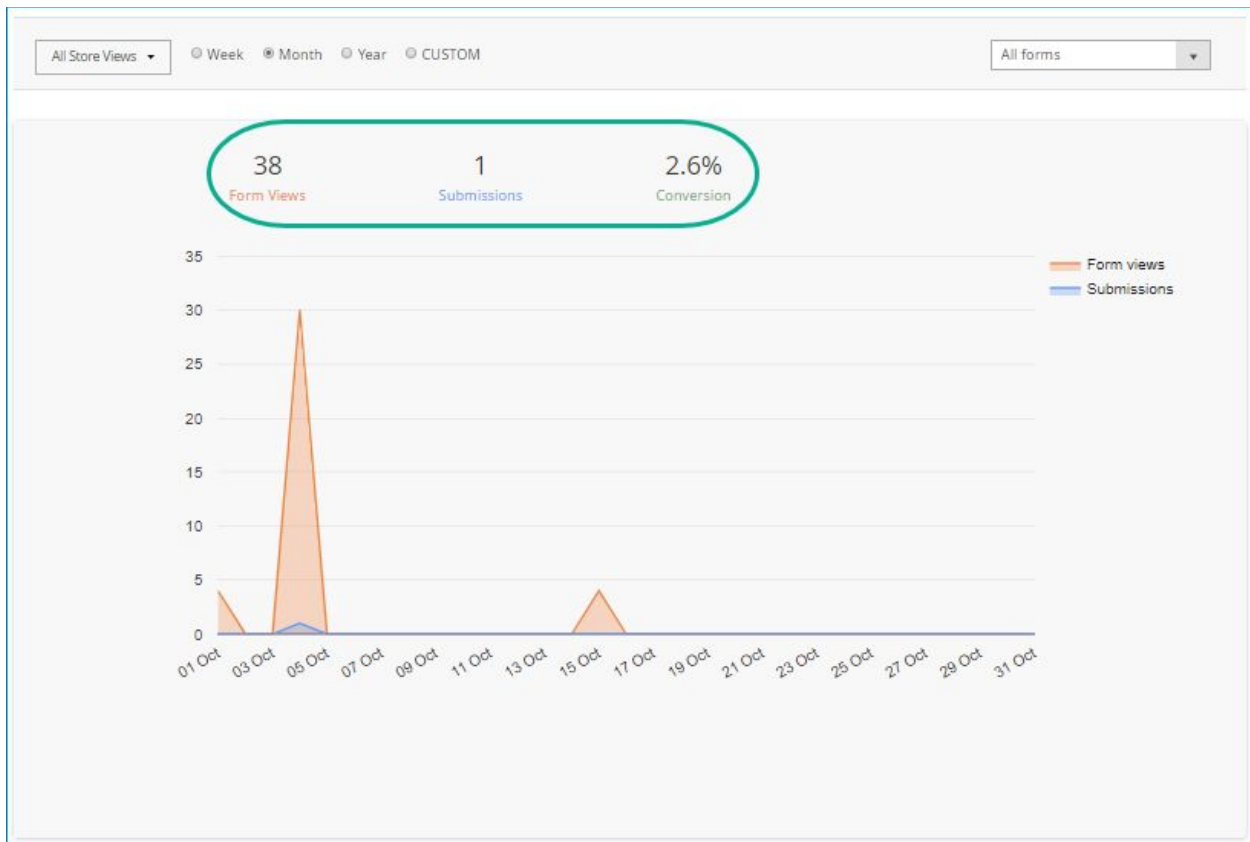 All Store Views Week Month Year CUSTOM All forms
38 1 2.6%
Form Views Submissions Conversion
35
Form views
Submissions
30
25
20
15
10
5
0
01 Oct 03 Oct 05 Oct 07 Oct 09 Oct 11 Oct 13 Oct 15 Oct 17 Oct 19 Oct 21 Oct 23 Oct 25 Oct 27 Oct 29 Oct 31 Oct